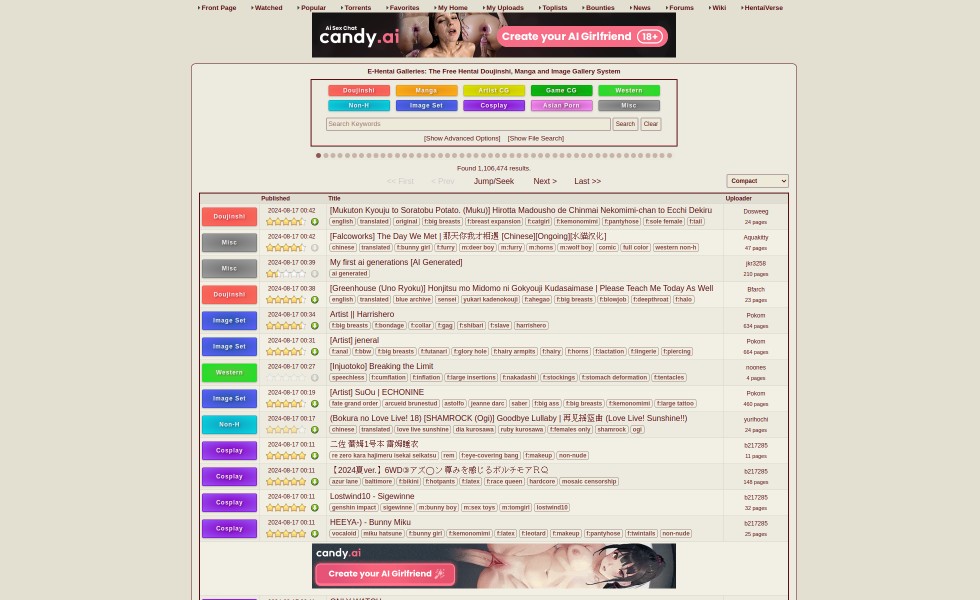 Front Page Watched Popular Torrents Favorites My Home My Uploads Toplists Bounties News Forums Wiki HentaiVerse
Ai Sex Chat
candy.ai Create your AI Girlfriend 18+
E-Hentai Galleries: The Free Hentai Doujinshi, Manga and Image Gallery System
Doujinshi Manga Artist CG Game CG Western
Non-H Image Set Cosplay Asian Porn Misc
Search Keywords Search Clear
[Show Advanced Options] [Show File Search]
Found 1,106,474 results.
<< First < Prev Jump/Seek Next > Last >> Compact
Published Title Uploader
Doujinshi 2024-08-17 00:42 [Mukuton Kyouju to Soratobu Potato. (Muku)] Hirotta Madousho de Chinmai Nekomimi-chan to Ecchi Dekiru Dosweeg
english translated original f:big breasts f:breast expansion f:catgirl f:kemonomimi f:pantyhose f:sole female f:tail 24 pages
Misc 2024-08-17 00:42 [Falcoworks] The Day We Met | 那天你我才相遇 [Chinese][Ongoing] Aquakitty
chinese translated f:bunny girl f:furry m:deer boy m:furry m:horns m:wolf boy comic full color western non-h 47 pages
Misc 2024-08-17 00:39 My first ai generations [AI Generated] jkr3258
ai generated 210 pages
Doujinshi 2024-08-17 00:38 [Greenhouse (Uno Ryoku)] Honjitsu mo Midomo ni Gokyouji Kudasaimase | Please Teach Me Today As Well Bfarch
english translated blue archive sensei yukari kadenokouji f:ahegao f:big breasts f:blowjob f:deepthroat f:halo 23 pages
Image Set 2024-08-17 00:34 Artist || Harrishero Pokom
f:big breasts f:bondage f:collar f:gag f:shibari f:slave harrishero 634 pages
Image Set 2024-08-17 00:31 [Artist] jeneral Pokom
f:anal f:bbw f:big breasts f:futanari f:glory hole f:hairy armpits f:hairy f:horns f:lactation f:lingerie f:piercing 664 pages
Western 2024-08-17 00:27 [Injuotoko] Breaking the Limit noones
speechless f:cumflation f:inflation f:large insertions f:nakadashi f:stockings f:stomach deformation f:tentacles 4 pages
Image Set 2024-08-17 00:19 [Artist] SuOu | ECHONINE Pokom
fate grand order arcueid brunestud astolfo jeanne darc saber f:big ass f:big breasts f:kemonomimi f:large tattoo 469 pages
Non-H 2024-08-17 00:17 (Bokura no Love Live! 18) [SHAMROCK (Ogi)] Goodbye Lullaby | 再见摇篮曲 (Love Live! Sunshine!!) yurihochi
chinese translated love live sunshine dia kurosawa ruby kurosawa f:females only shamrock ogi 24 pages
Cosplay 2024-08-17 00:11 二佐 蕾姆1号本 雷姆睡衣 b217285
re zero kara hajimeru isekai seikatsu rem f:eye-covering bang f:makeup non-nude 11 pages
Cosplay 2024-08-17 00:11 【2024夏ver.】6WD③アズ◯ン 尊みを感じるボルチモアＲＱ b217285
azur lane baltimore f:bikini f:hotpants f:latex f:race queen hardcore mosaic censorship 148 pages
Cosplay 2024-08-17 00:11 Lostwind10 - Sigewinne b217285
genshin impact sigewinne m:bunny boy m:sex toys m:tomgirl lostwind10 32 pages
Cosplay 2024-08-17 00:11 HEEYA-) - Bunny Miku b217285
vocaloid miku hatsune f:bunny girl f:kemonomimi f:latex f:leotard f:makeup f:pantyhose f:twintails non-nude 25 pages
candy.ai
Create your AI Girlfriend